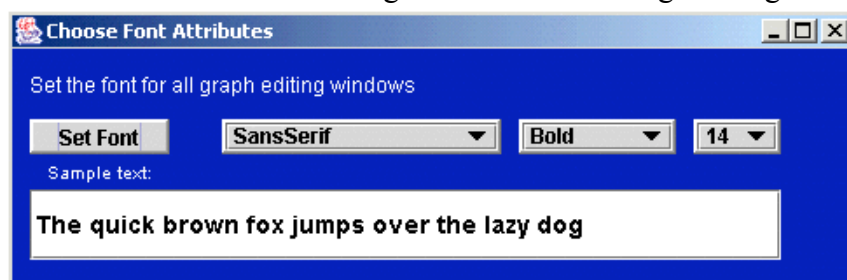 Choose Font Attributes
Set the font for all graph editing windows
Set Font SansSerif Bold 14
Sample text:
The quick brown fox jumps over the lazy dog